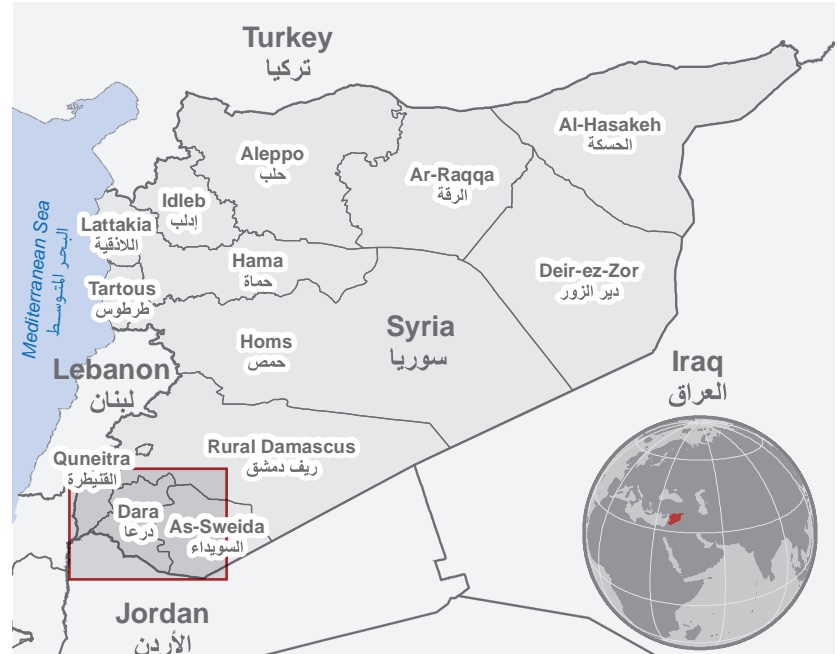 Turkey
تركيا
Al-Hasakeh
الحسكة
Aleppo
حلب
Ar-Raqqa
الرقة
Idleb
إدلب
Lattakia
اللاذقية
Mediterranean Sea
البحر المتوسط
Hama
حماة
Deir-ez-Zor
دير الزور
Tartous
طرطوس
Syria
سوريا
Homs
حمص
Lebanon
لبنان
Iraq
العراق
Rural Damascus
ريف دمشق
Quneitra
القنيطرة
Dara
درعا
As-Sweida
السويداء
Jordan
الأردن